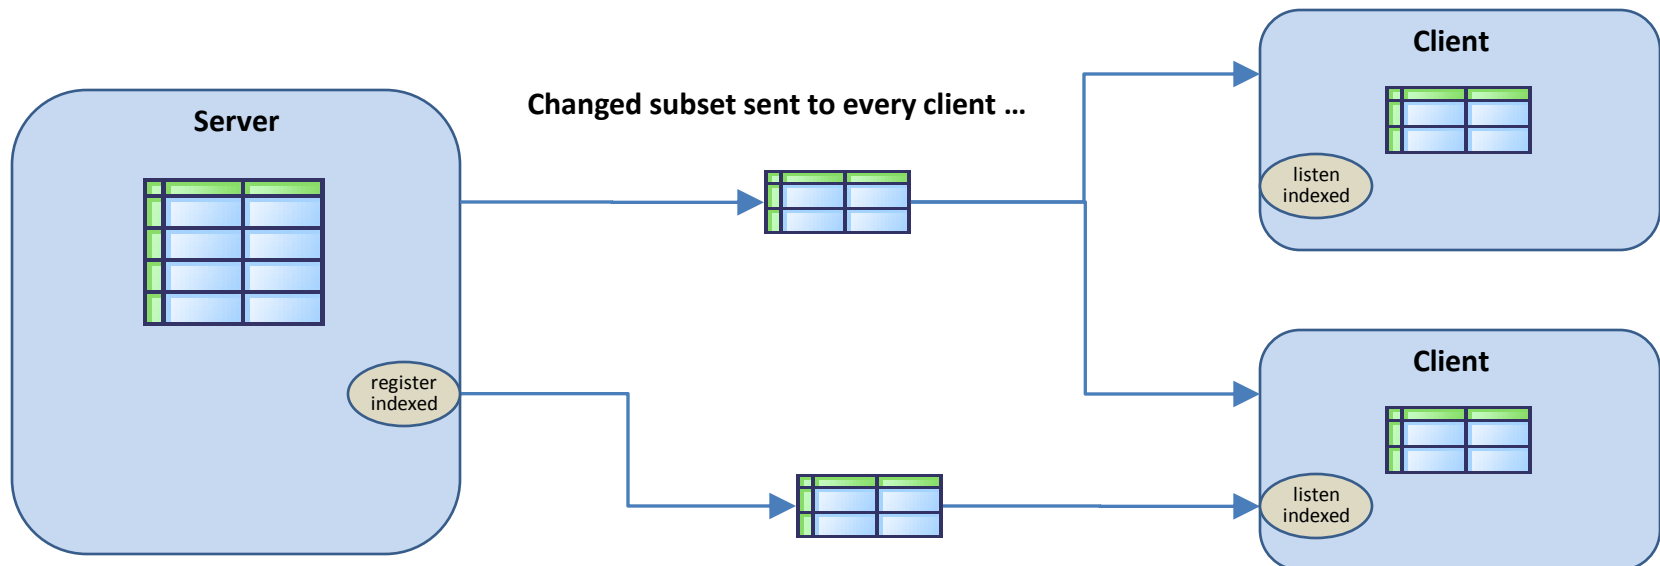 Server
Changed subset sent to every client ...
Client
listen
indexed
register
indexed
Client
listen
indexed